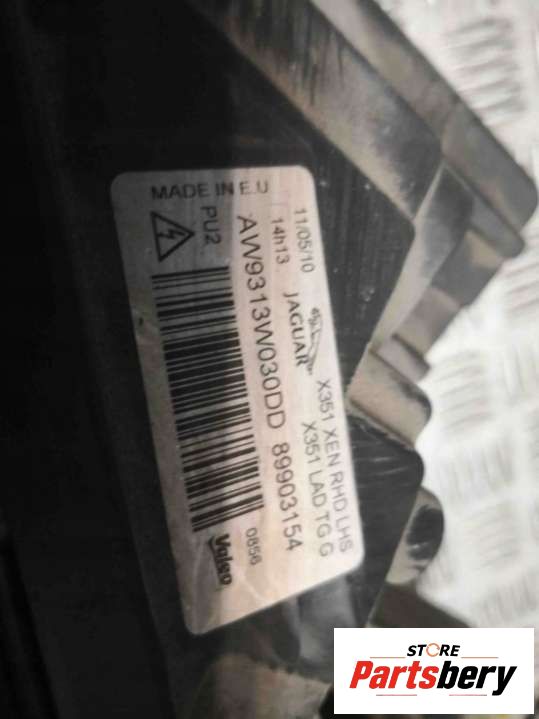 11/05/10
14h13
JAGUAR
X351 XEN RHD LHS
X351 LAD TG G
AW9313W030DD 89903154
MADE IN E.U
PU2
0856
Valeo
STORE
Partsbery